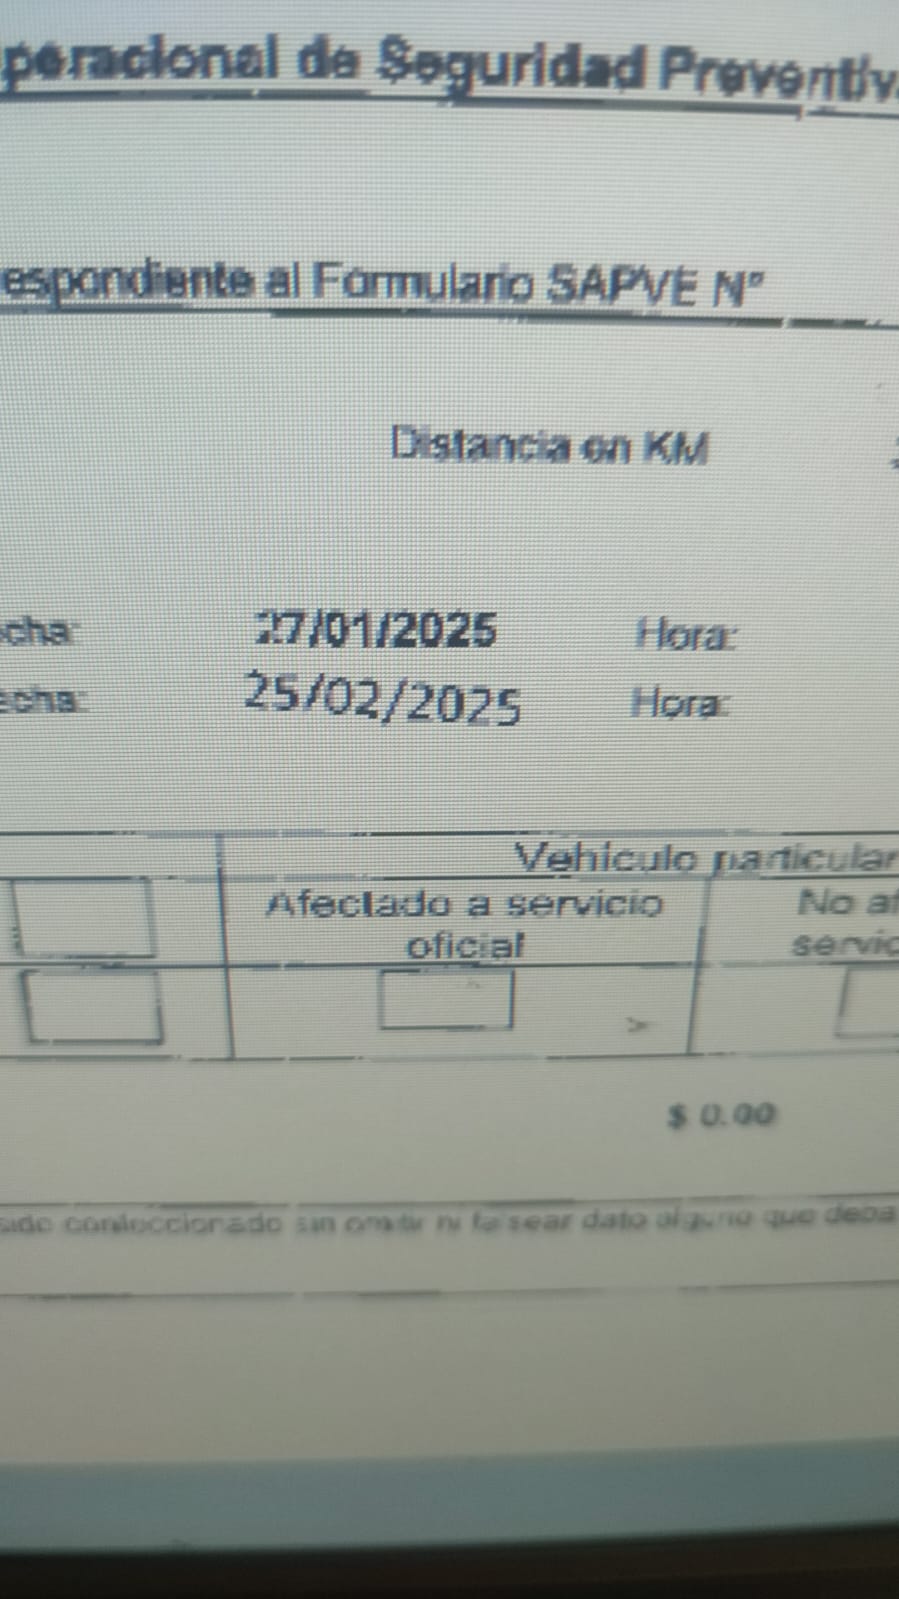 peracional de Seguridad Preventiv
espondiente al Formulario SAPVE Nº
Distancia en KM
cha: 27/01/2025 Hora:
echa: 25/02/2025 Hora:
Vehículo particular
Afectado a servicio No af
oficial servic
$ 0.00
sido confeccionado sin omitir ni falsear dato alguno que deba